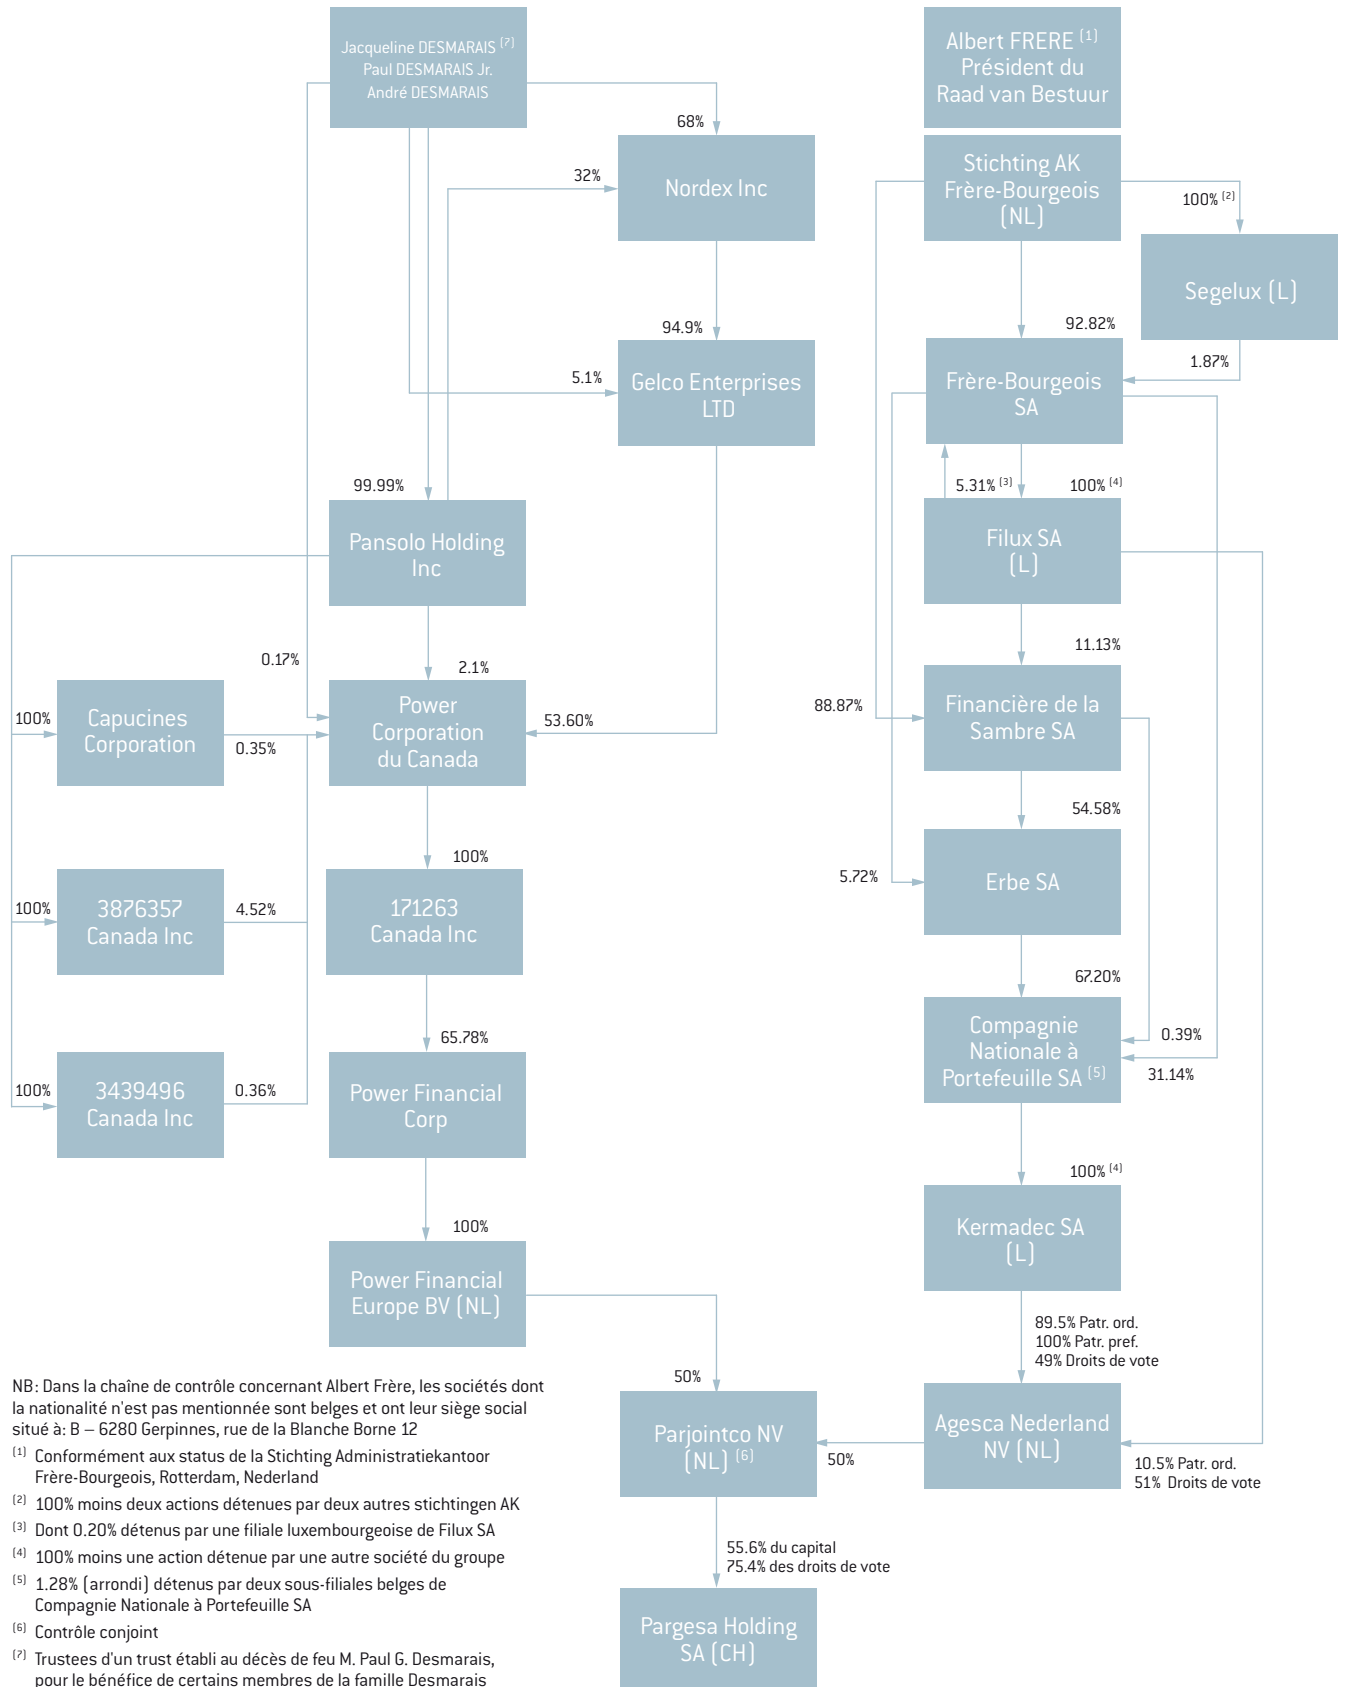 Jacqueline DESMARAIS (7)
Paul DESMARAIS Jr.
André DESMARAIS
Albert FRERE (1)
Président du
Raad van Bestuur
68%
32%
Nordex Inc
Stichting AK
Frère-Bourgeois
(NL)
100% (2)
Segelux (L)
94.9%
92.82%
1.87%
5.1%
Gelco Enterprises
LTD
Frère-Bourgeois
SA
99.99%
5.31% (3)
100% (4)
Pansolo Holding
Inc
Filux SA
(L)
0.17%
2.1%
11.13%
100%
Capucines
Corporation
0.35%
Power
Corporation
du Canada
53.60%
88.87%
Financière de la
Sambre SA
54.58%
100%
5.72%
Erbe SA
100%
3876357
Canada Inc
4.52%
171263
Canada Inc
67.20%
65.78%
Compagnie
Nationale à
Portefeuille SA (5)
0.39%
31.14%
100%
3439496
Canada Inc
0.36%
Power Financial
Corp
100% (4)
100%
Kermadec SA
(L)
Power Financial
Europe BV (NL)
89.5% Patr. ord.
100% Patr. pref.
49% Droits de vote
50%
Parjointco NV
(NL) (6)
50%
Agesca Nederland
NV (NL)
10.5% Patr. ord.
51% Droits de vote
55.6% du capital
75.4% des droits de vote
Pargesa Holding
SA (CH)
NB: Dans la chaîne de contrôle concernant Albert Frère, les sociétés dont
la nationalité n'est pas mentionnée sont belges et ont leur siège social
situé à: B – 6280 Gerpinnes, rue de la Blanche Borne 12
(1) Conformément aux status de la Stichting Administratiekantoor
Frère-Bourgeois, Rotterdam, Nederland
(2) 100% moins deux actions détenues par deux autres stichtingen AK
(3) Dont 0.20% détenus par une filiale luxembourgeoise de Filux SA
(4) 100% moins une action détenue par une autre société du groupe
(5) 1.28% (arrondi) détenus par deux sous-filiales belges de
Compagnie Nationale à Portefeuille SA
(6) Contrôle conjoint
(7) Trustees d'un trust établi au décès de feu M. Paul G. Desmarais,
pour le bénéfice de certains membres de la famille Desmarais